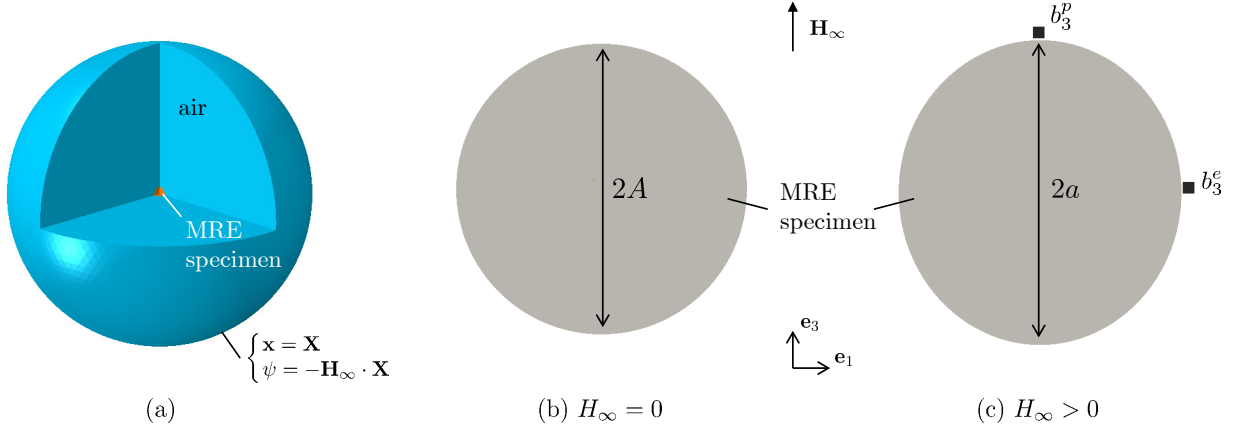 air
MRE
specimen
{ 𝐱 = 𝐗
ψ = −𝐇∞ · 𝐗
(a)
2A
(b) H∞ = 0
𝐇∞
MRE
specimen
𝐞₃
𝐞₁
b₃ᵖ
2a
b₃ᵉ
(c) H∞ > 0